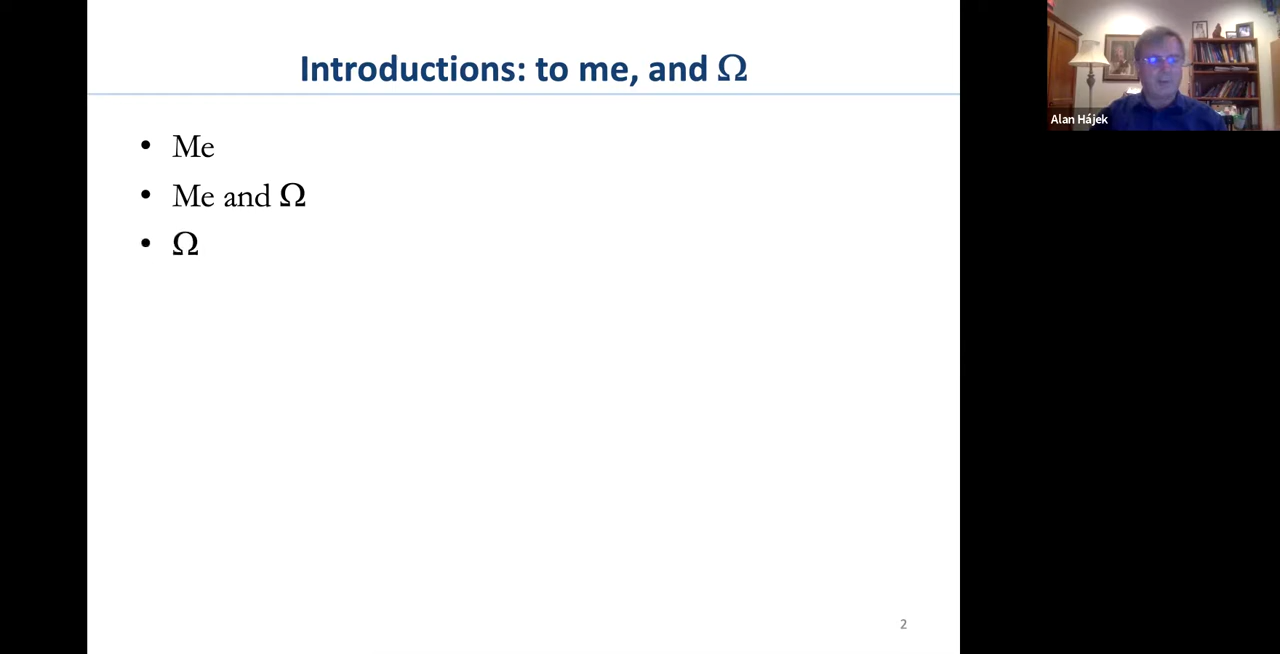 Introductions: to me, and Ω
• Me
• Me and Ω
• Ω
2
Alan Hájek